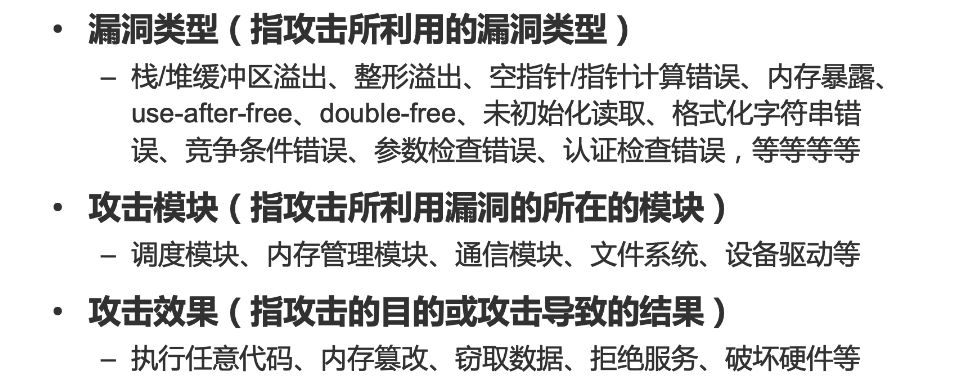 • 漏洞类型（指攻击所利用的漏洞类型）
– 栈/堆缓冲区溢出、整形溢出、空指针/指针计算错误、内存暴露、
use-after-free、double-free、未初始化读取、格式化字符串错
误、竞争条件错误、参数检查错误、认证检查错误，等等等等
• 攻击模块（指攻击所利用漏洞的所在的模块）
– 调度模块、内存管理模块、通信模块、文件系统、设备驱动等
• 攻击效果（指攻击的目的或攻击导致的结果）
– 执行任意代码、内存篡改、窃取数据、拒绝服务、破坏硬件等